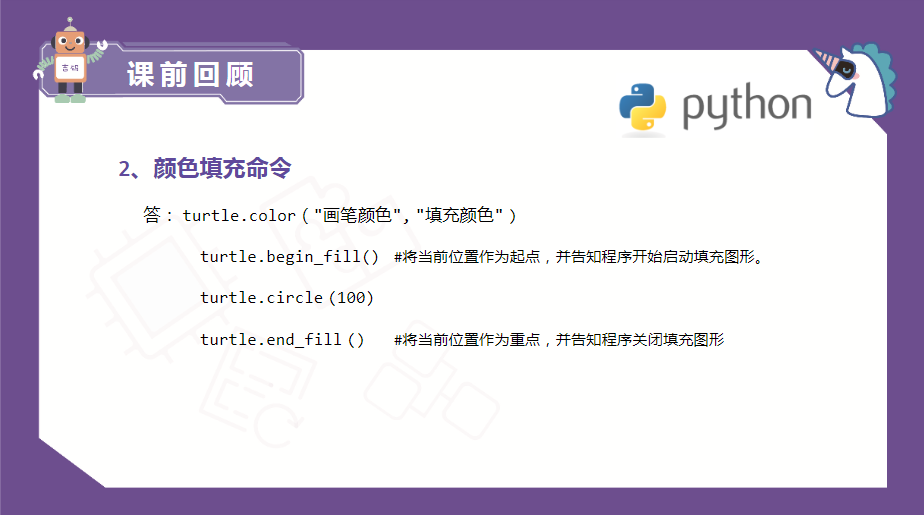 课前回顾
python
2、颜色填充命令
答：turtle.color（"画笔颜色"，"填充颜色"）
turtle.begin_fill() #将当前位置作为起点，并告知程序开始启动填充图形。
turtle.circle（100)
turtle.end_fill（） #将当前位置作为重点，并告知程序关闭填充图形